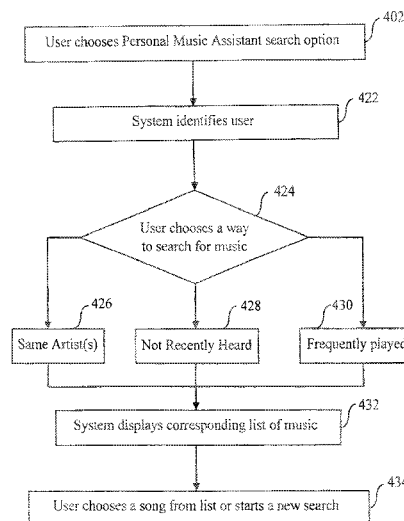 402
User chooses Personal Music Assistant search option
422
System identifies user
424
User chooses a way
to search for music
426
428
430
Same Artist(s)
Not Recently Heard
Frequently played
432
System displays corresponding list of music
434
User chooses a song from list or starts a new search